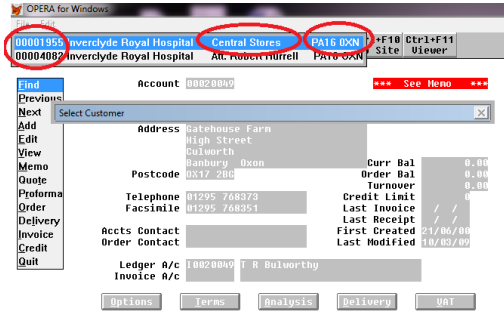 OPERA for Windows
File Edit
00001955 Inverclyde Royal Hospital Central Stores PA16 0XN
00004082 Inverclyde Royal Hospital Att. Robert Hurrell PA16 0XN
+F10 Ctrl+F11
Site Viewer
Find
Previous
Next
Add
Edit
View
Memo
Quote
Proforma
Order
Delivery
Invoice
Credit
Quit
Account 00020049
*** See Memo ***
Select Customer
Address Gatehouse Farm
High Street
Culworth
Banbury Oxon
Postcode OX17 2BG
Curr Bal 0.00
Order Bal 0.00
Turnover 0.00
Telephone 01295 768373
Facsimile 01295 768351
Credit Limit 0
Last Invoice / /
Last Receipt / /
Accts Contact
Order Contact
First Created 21/06/00
Last Modified 10/03/09
Ledger A/c T0020049 T R Bulworthy
Invoice A/c
Options Terms Analysis Delivery VAT